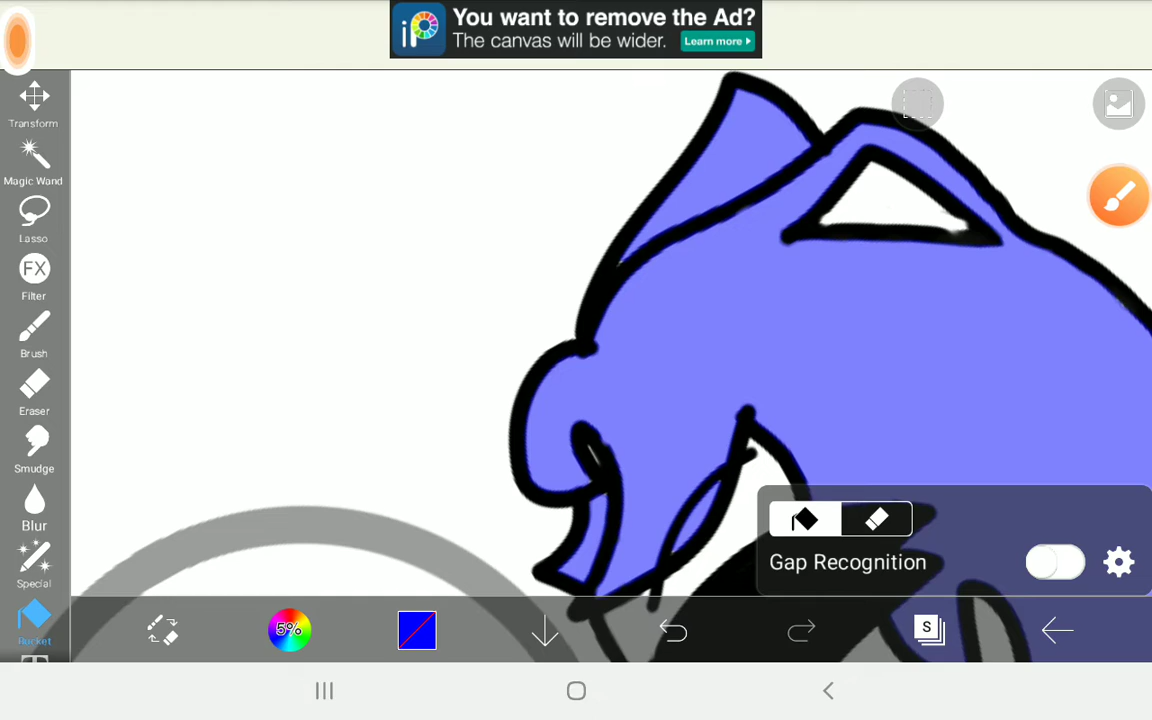 iP
You want to remove the Ad?
The canvas will be wider.
Learn more
Transform
Magic Wand
Lasso
FX
Filter
Brush
Eraser
Smudge
Blur
Special
Bucket
Gap Recognition
5%
S